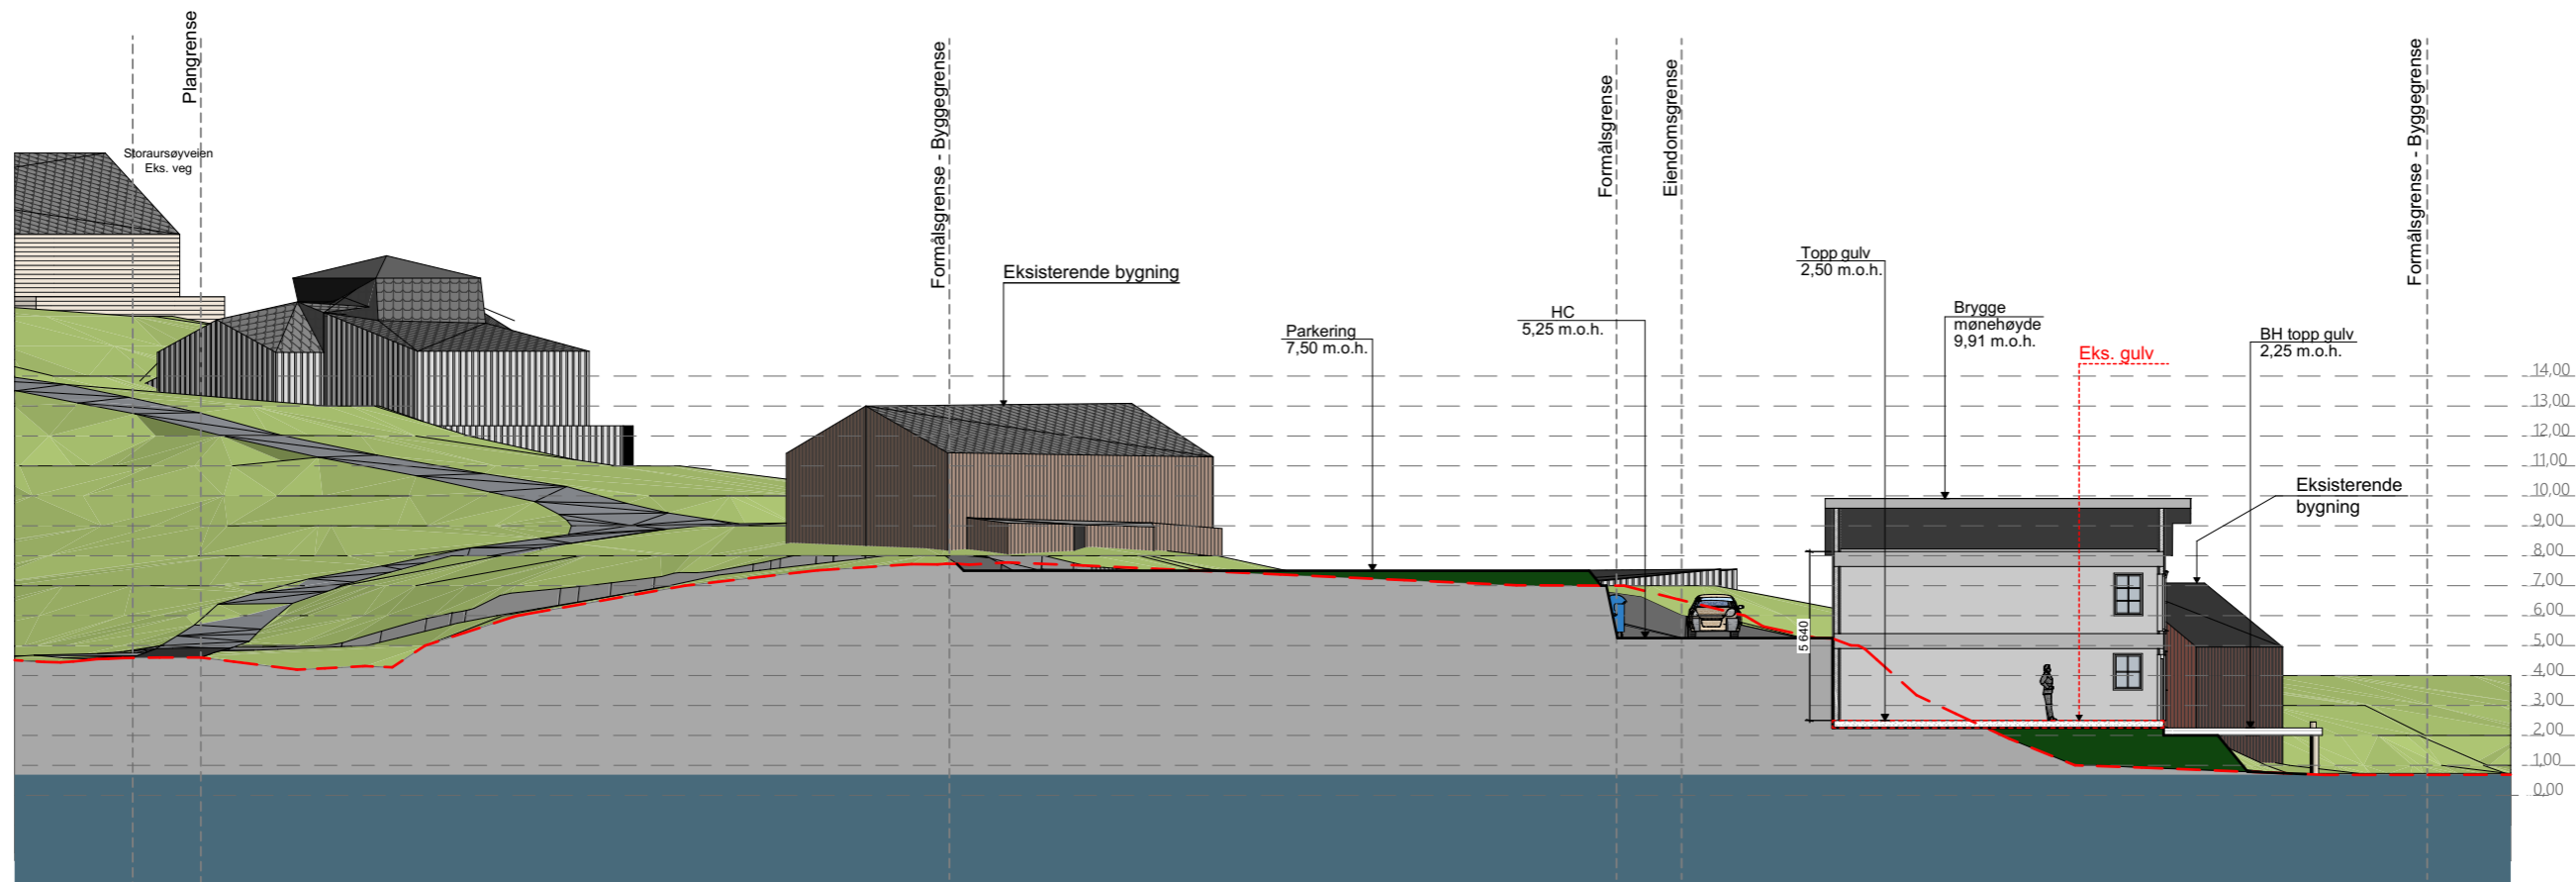 Plangrense
Storaursøyveien
Eks. veg
Formålsgrense - Byggegrense
Eksisterende bygning
Parkering
7,50 m.o.h.
HC
5,25 m.o.h.
Formålsgrense
Eiendomsgrense
Topp gulv
2,50 m.o.h.
Brygge
mønehøyde
9,91 m.o.h.
Eks. gulv
BH topp gulv
2,25 m.o.h.
Formålsgrense - Byggegrense
Eksisterende
bygning
5 640
14,00
13,00
12,00
11,00
10,00
9,00
8,00
7,00
6,00
5,00
4,00
3,00
2,00
1,00
0,00